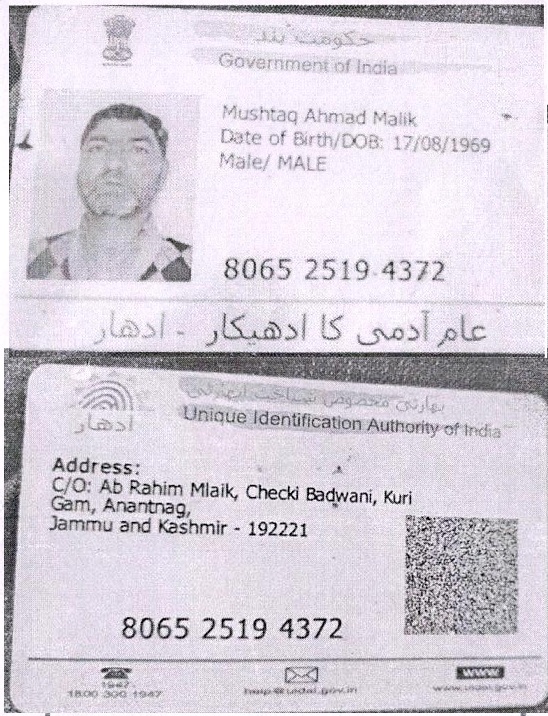 حکومت ہند
Government of India
Mushtaq Ahmad Malik
Date of Birth/DOB: 17/08/1969
Male/ MALE
8065 2519 4372
عام آدمی کا ادھیکار - ادھار
بھارتی مخصوص شناخت اتھارٹی
ادھار
Unique Identification Authority of India
Address:
C/O: Ab Rahim Mlaik, Checki Badwani, Kuri
Gam, Anantnag,
Jammu and Kashmir - 192221
8065 2519 4372
1947
1800 300 1947
help@uidai.gov.in
www
www.uidai.gov.in